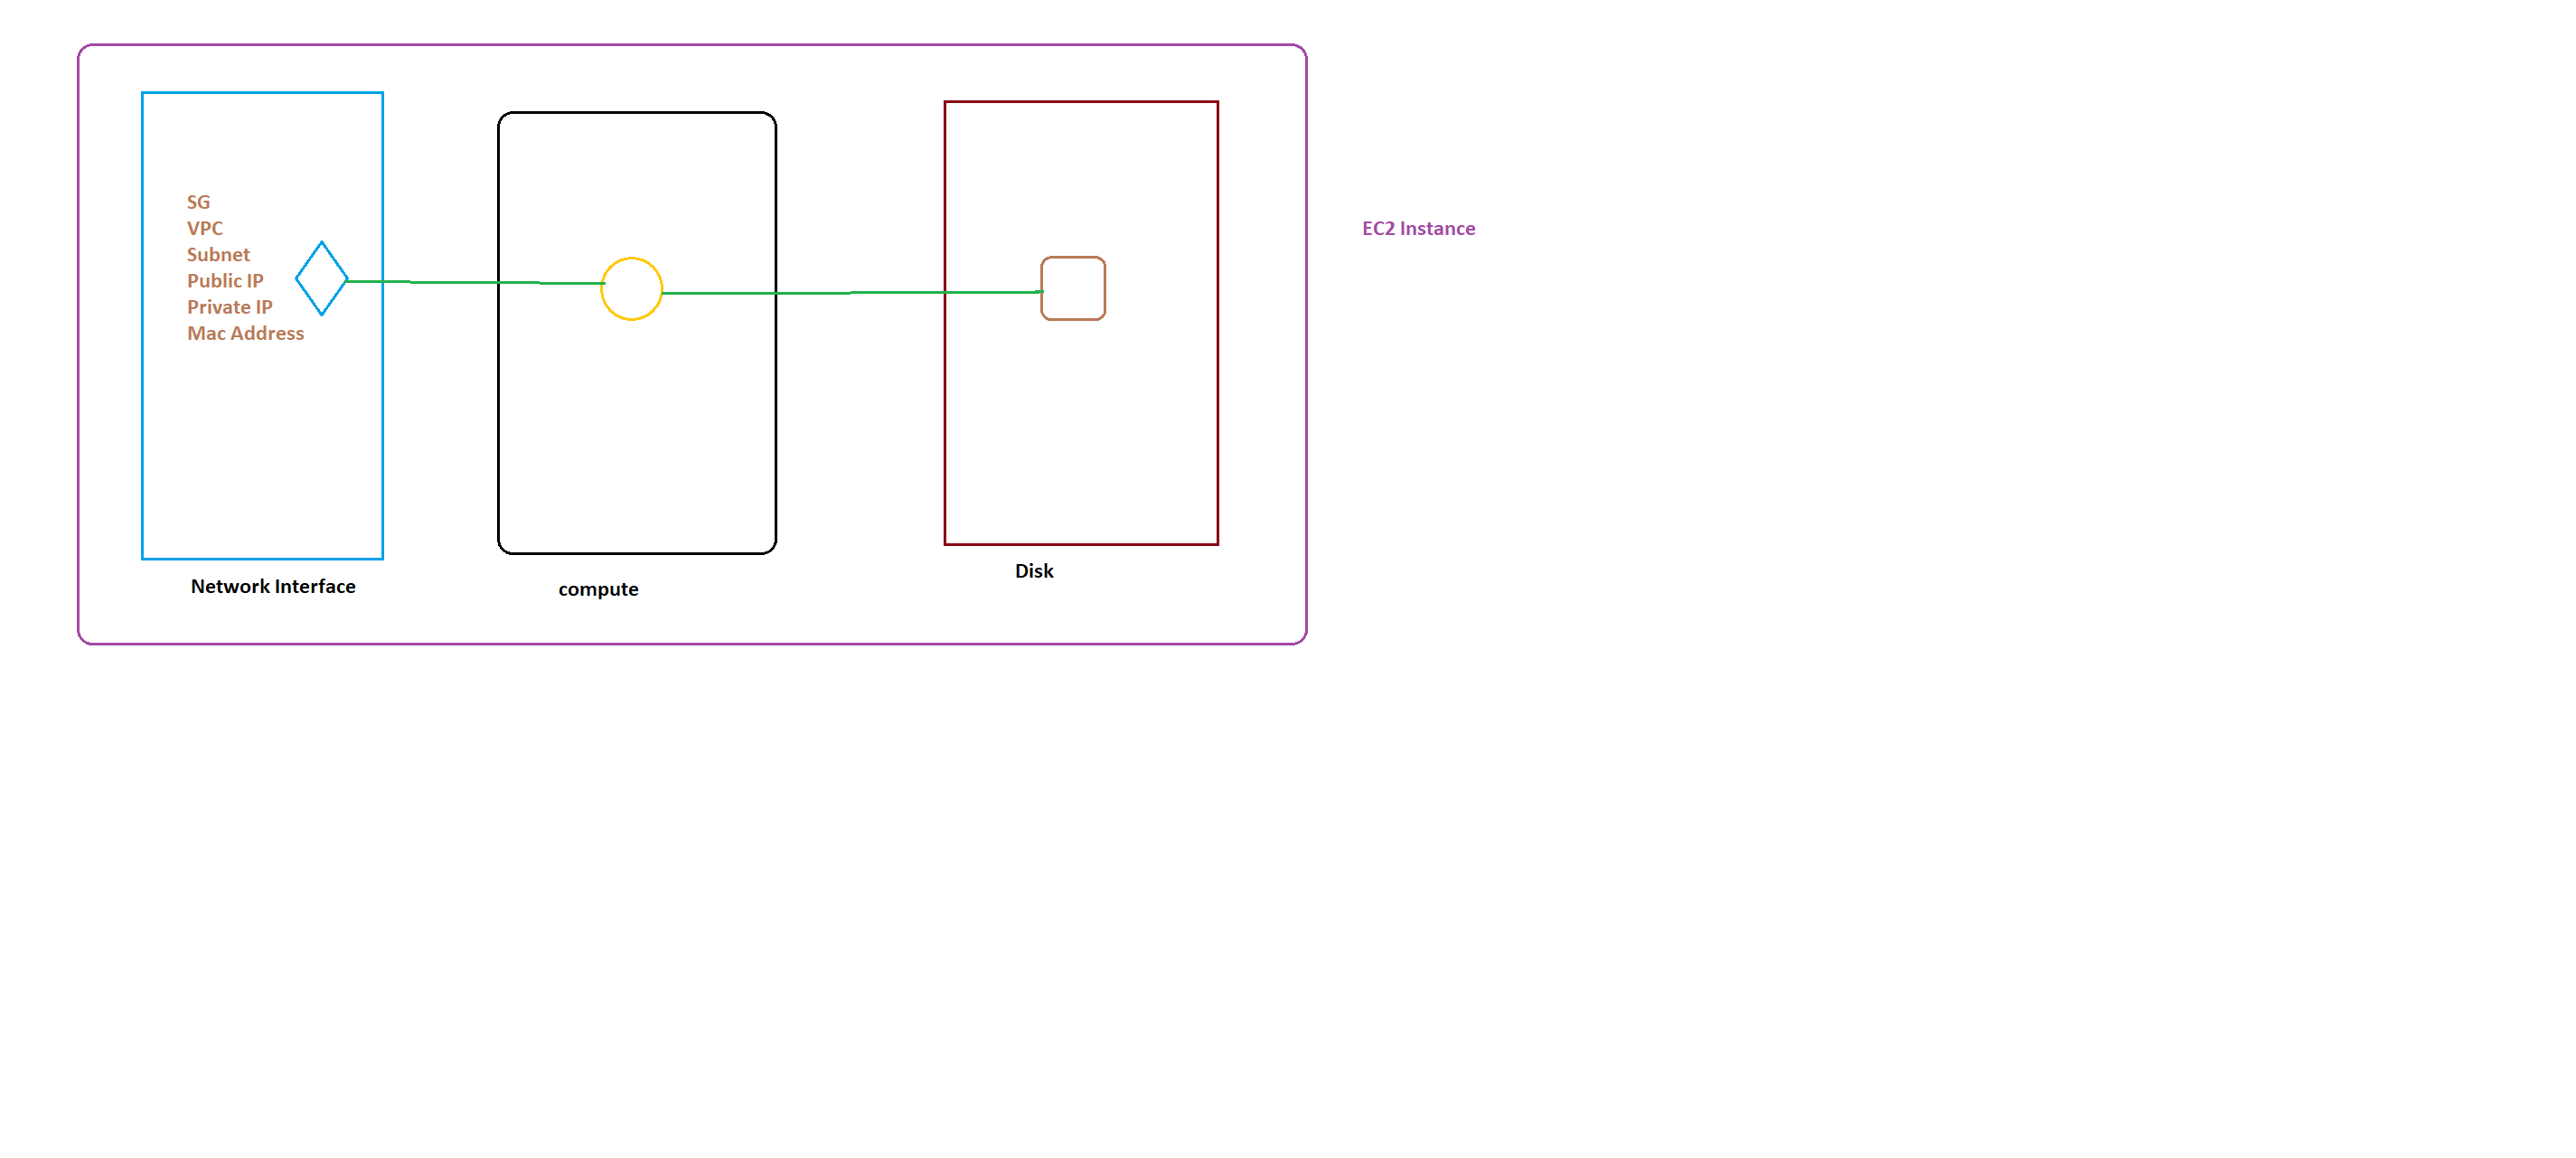 SG
VPC
Subnet
Public IP
Private IP
Mac Address
Network Interface
compute
Disk
EC2 Instance